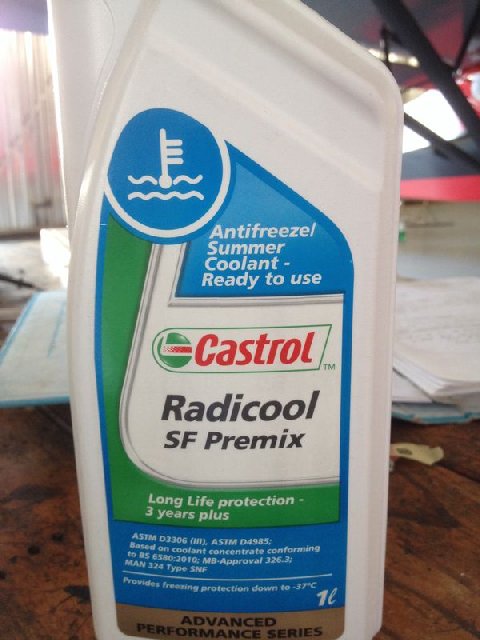 Antifreeze/
Summer
Coolant -
Ready to use
Castrol TM
Radicool
SF Premix
Long Life protection -
3 years plus
ASTM D3306 (III), ASTM D4985;
Based on coolant concentrate conforming
to BS 6580:2010; MB-Approval 326.3;
MAN 324 Type SNF
Provides freezing protection down to -37°C
1ℓ
ADVANCED
PERFORMANCE SERIES